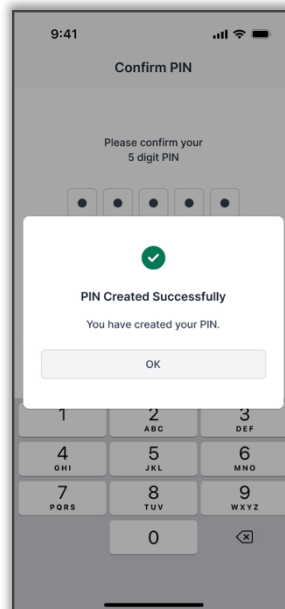 9:41
Confirm PIN
Please confirm your
5 digit PIN
PIN Created Successfully
You have created your PIN.
OK
1 2 3
ABC DEF
4 5 6
GHI JKL MNO
7 8 9
PQRS TUV WXYZ
0